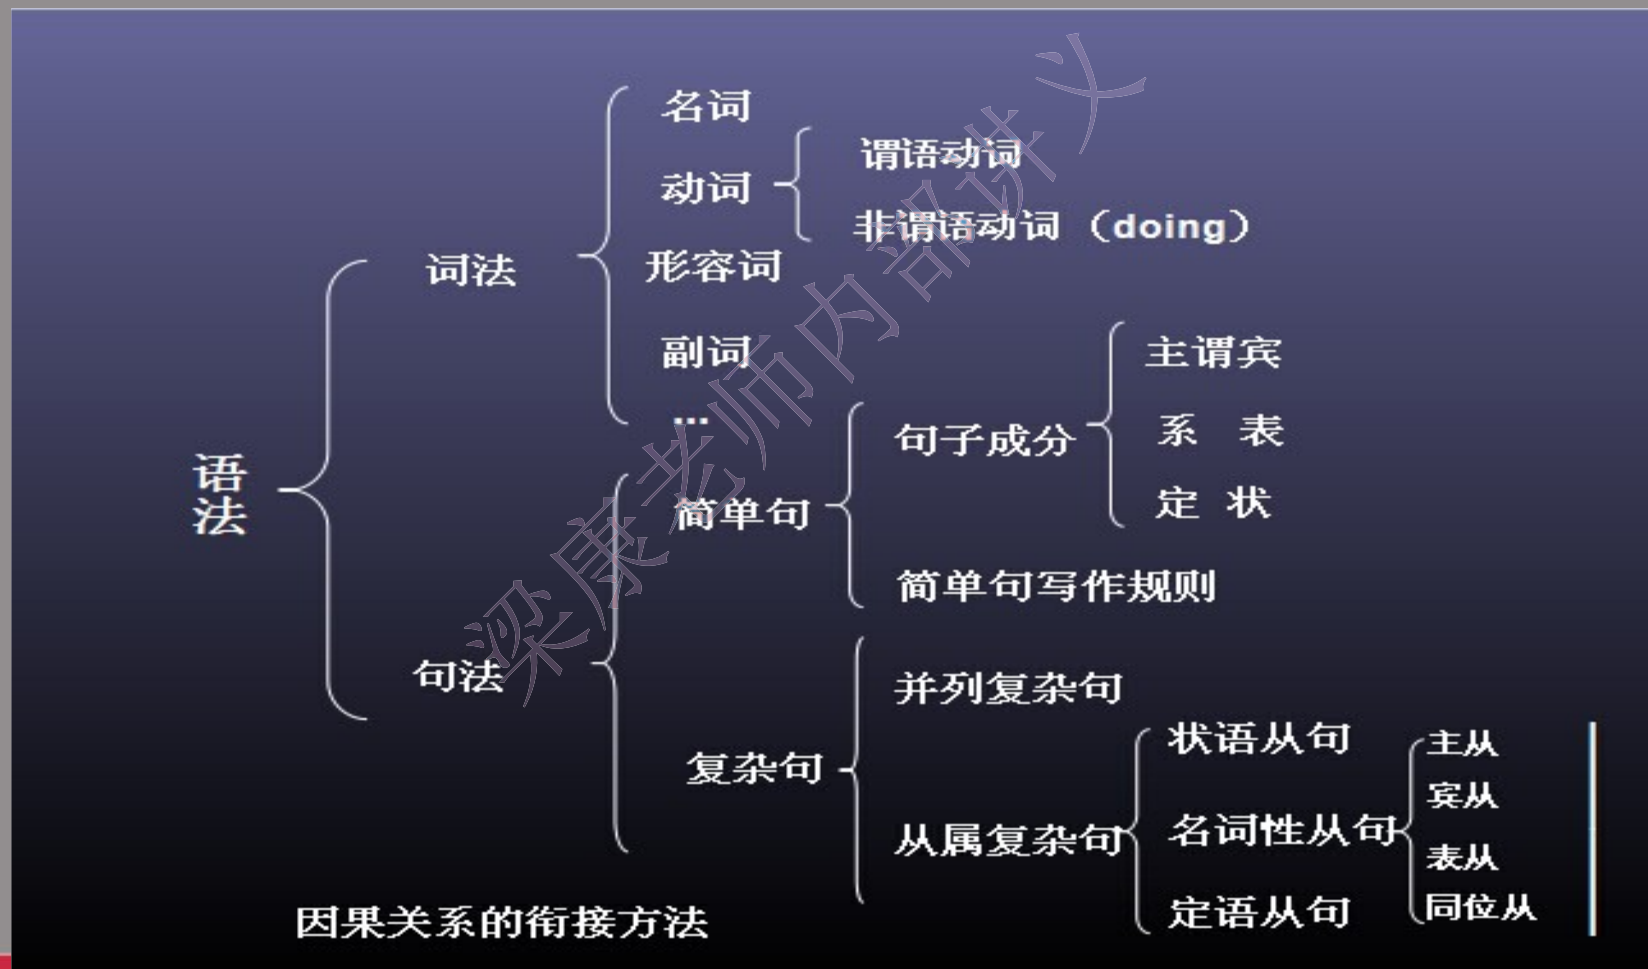 名词
谓语动词
动词
非谓语动词（doing）
词法
形容词
副词
主谓宾
...
句子成分
系 表
语法
定 状
简单句
简单句写作规则
句法
并列复杂句
状语从句
主从
复杂句
宾从
名词性从句
从属复杂句
表从
定语从句
同位从
因果关系的衔接方法
梁康老师内部讲义